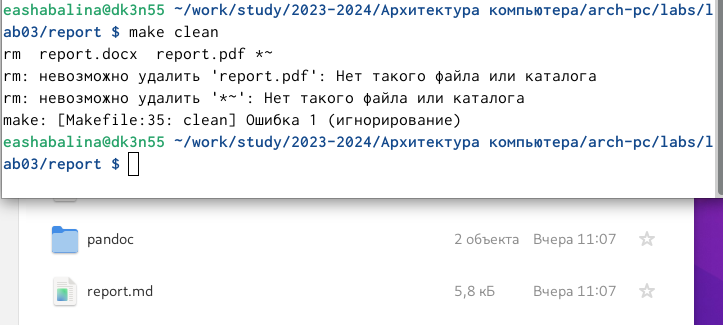 eashabalina@dk3n55 ~/work/study/2023-2024/Архитектура компьютера/arch-pc/labs/l
ab03/report $ make clean
rm  report.docx  report.pdf *~
rm: невозможно удалить 'report.pdf': Нет такого файла или каталога
rm: невозможно удалить '*~': Нет такого файла или каталога
make: [Makefile:35: clean] Ошибка 1 (игнорирование)
eashabalina@dk3n55 ~/work/study/2023-2024/Архитектура компьютера/arch-pc/labs/l
ab03/report $
pandoc 2 объекта Вчера 11:07
report.md 5,8 кБ Вчера 11:07